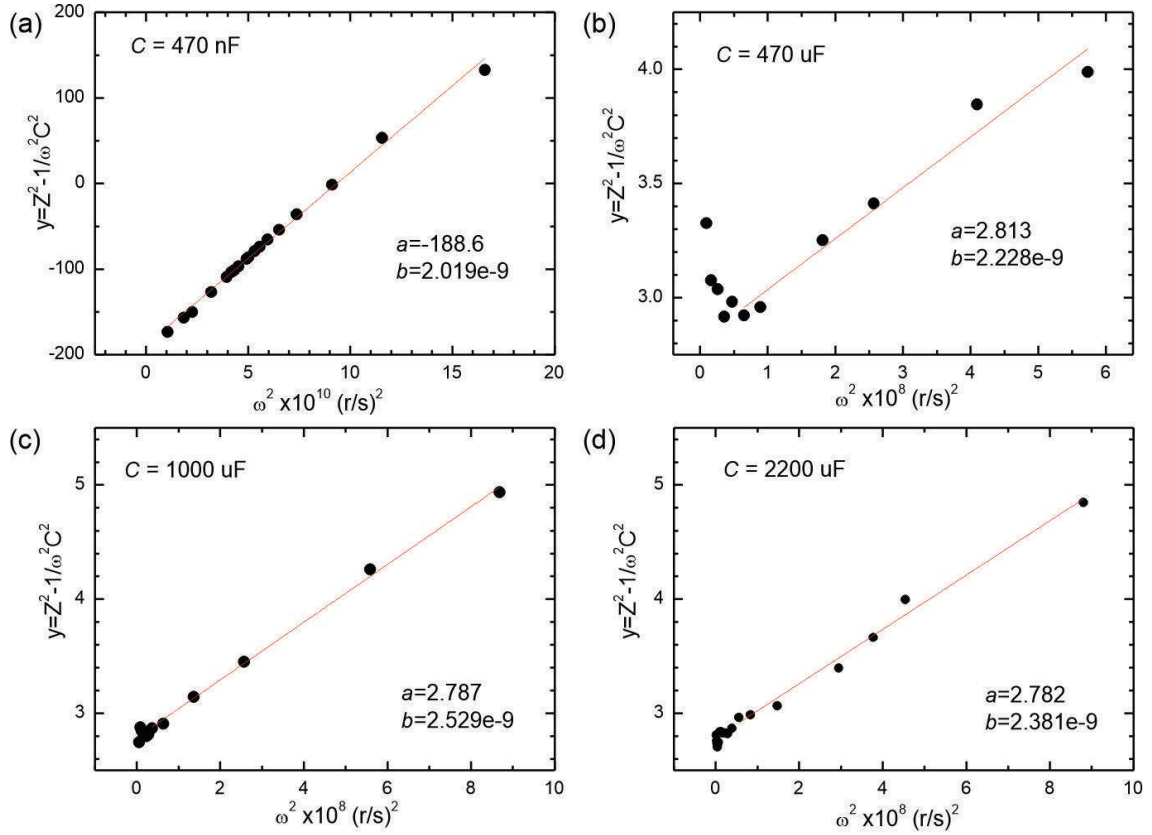 (a)
C = 470 nF
y=Z²-1/ω²C²
200
100
0
-100
-200
a=-188.6
b=2.019e-9
0 5 10 15 20
ω² x10¹⁰ (r/s)²
(b)
C = 470 uF
y=Z²-1/ω²C²
4.0
3.5
3.0
a=2.813
b=2.228e-9
0 1 2 3 4 5 6
ω² x10⁸ (r/s)²
(c)
C = 1000 uF
y=Z²-1/ω²C²
5
4
3
a=2.787
b=2.529e-9
0 2 4 6 8 10
ω² x10⁸ (r/s)²
(d)
C = 2200 uF
y=Z²-1/ω²C²
5
4
3
a=2.782
b=2.381e-9
0 2 4 6 8 10
ω² x10⁸ (r/s)²